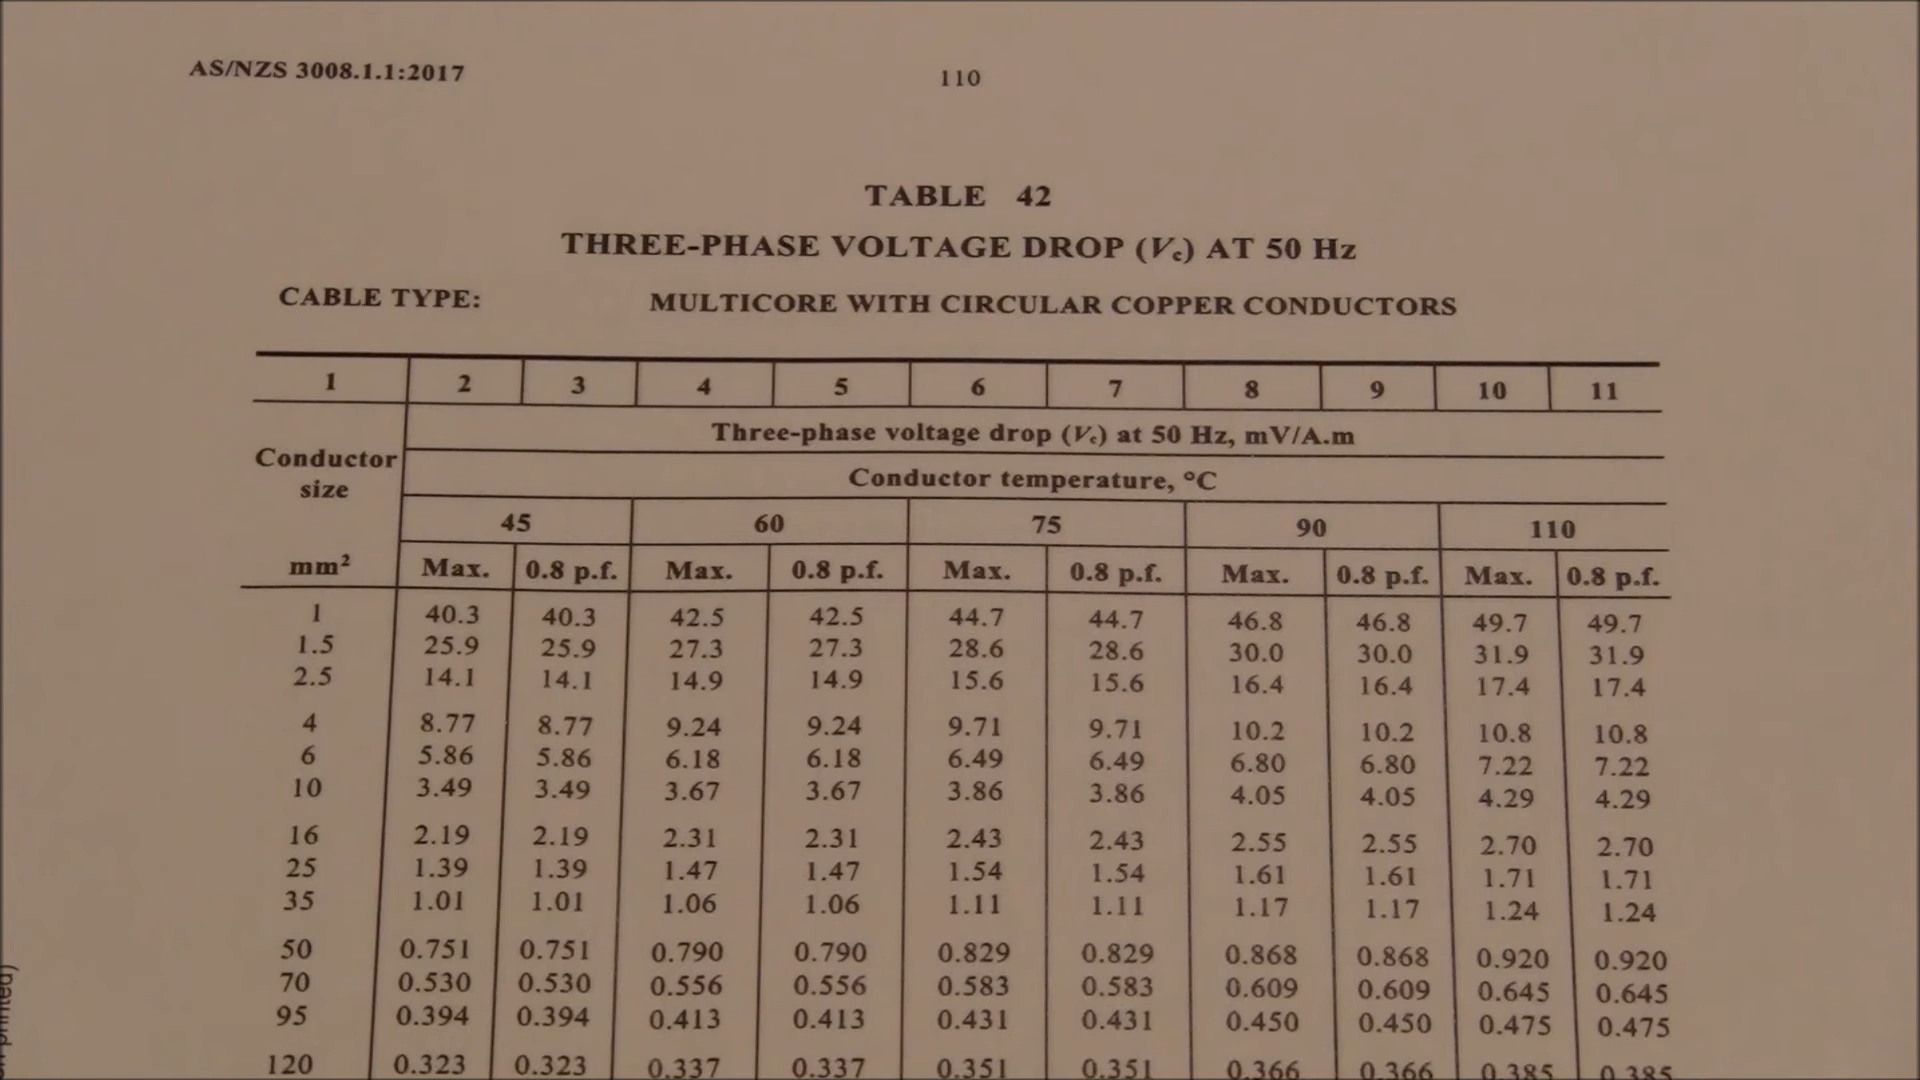 AS/NZS 3008.1.1:2017 110
TABLE 42
THREE-PHASE VOLTAGE DROP (Vc) AT 50 Hz
CABLE TYPE: MULTICORE WITH CIRCULAR COPPER CONDUCTORS
1 2 3 4 5 6 7 8 9 10 11
Three-phase voltage drop (Vc) at 50 Hz, mV/A.m
Conductor size
Conductor temperature, °C
45 60 75 90 110
mm² Max. 0.8 p.f. Max. 0.8 p.f. Max. 0.8 p.f. Max. 0.8 p.f. Max. 0.8 p.f.
1 40.3 40.3 42.5 42.5 44.7 44.7 46.8 46.8 49.7 49.7
1.5 25.9 25.9 27.3 27.3 28.6 28.6 30.0 30.0 31.9 31.9
2.5 14.1 14.1 14.9 14.9 15.6 15.6 16.4 16.4 17.4 17.4
4 8.77 8.77 9.24 9.24 9.71 9.71 10.2 10.2 10.8 10.8
6 5.86 5.86 6.18 6.18 6.49 6.49 6.80 6.80 7.22 7.22
10 3.49 3.49 3.67 3.67 3.86 3.86 4.05 4.05 4.29 4.29
16 2.19 2.19 2.31 2.31 2.43 2.43 2.55 2.55 2.70 2.70
25 1.39 1.39 1.47 1.47 1.54 1.54 1.61 1.61 1.71 1.71
35 1.01 1.01 1.06 1.06 1.11 1.11 1.17 1.17 1.24 1.24
50 0.751 0.751 0.790 0.790 0.829 0.829 0.868 0.868 0.920 0.920
70 0.530 0.530 0.556 0.556 0.583 0.583 0.609 0.609 0.645 0.645
95 0.394 0.394 0.413 0.413 0.431 0.431 0.450 0.450 0.475 0.475
120 0.323 0.323 0.337 0.337 0.351 0.351 0.366 0.366 0.385 0.385